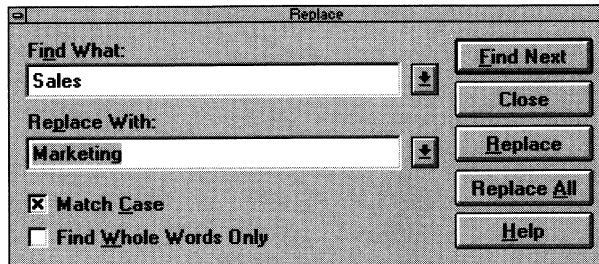 Replace
Find What:
Sales
Replace With:
Marketing
Match Case
Find Whole Words Only
Find Next
Close
Replace
Replace All
Help